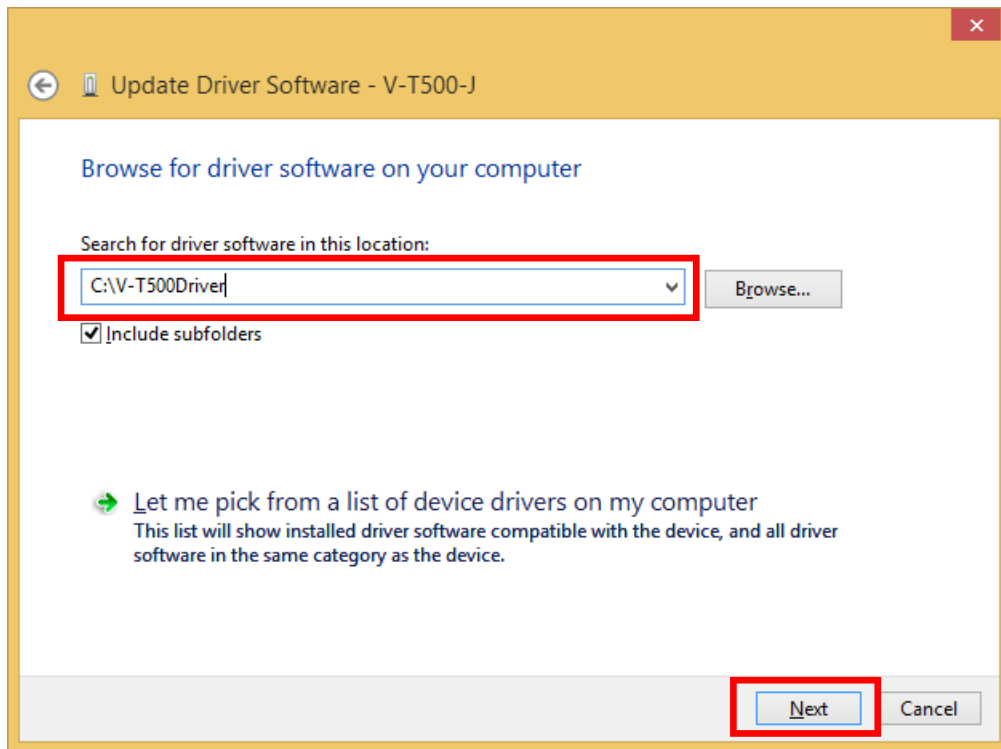 Update Driver Software - V-T500-J
Browse for driver software on your computer
Search for driver software in this location:
C:\V-T500Driver
Browse...
Include subfolders
Let me pick from a list of device drivers on my computer
This list will show installed driver software compatible with the device, and all driver
software in the same category as the device.
Next
Cancel